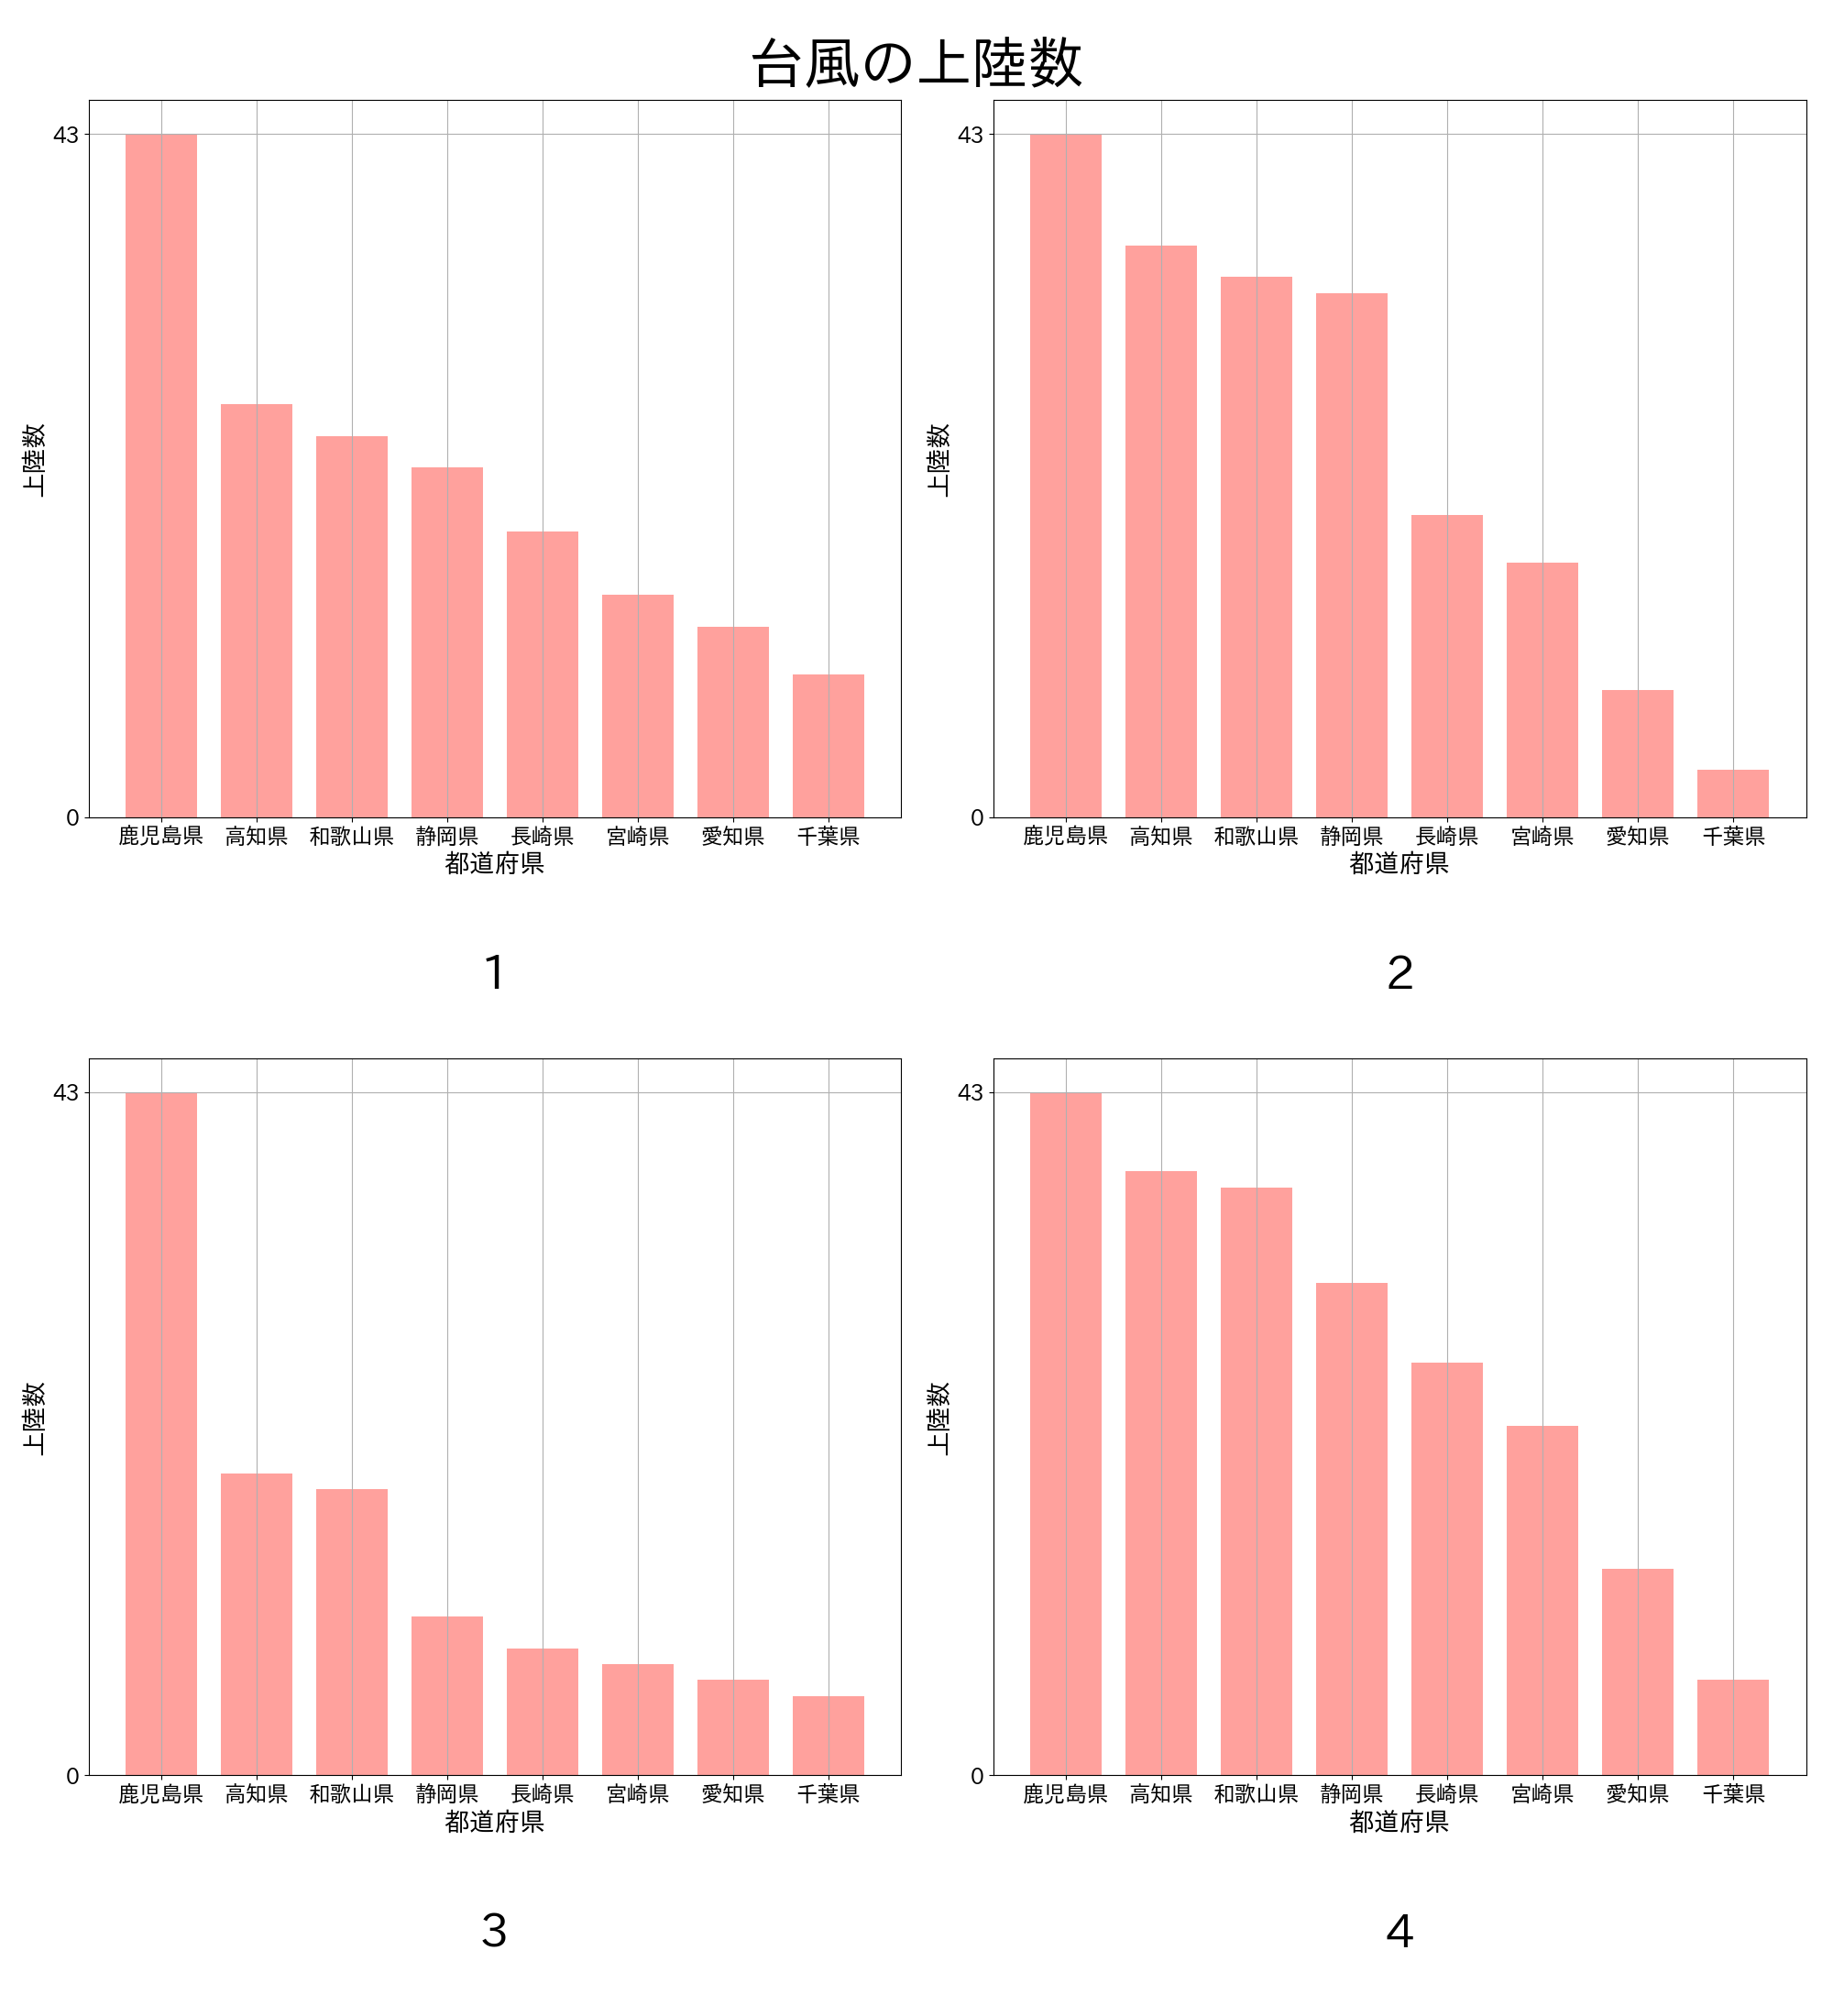 台風の上陸数
43
0
上陸数
鹿児島県 高知県 和歌山県 静岡県 長崎県 宮崎県 愛知県 千葉県
都道府県
1
43
0
上陸数
鹿児島県 高知県 和歌山県 静岡県 長崎県 宮崎県 愛知県 千葉県
都道府県
2
43
0
上陸数
鹿児島県 高知県 和歌山県 静岡県 長崎県 宮崎県 愛知県 千葉県
都道府県
3
43
0
上陸数
鹿児島県 高知県 和歌山県 静岡県 長崎県 宮崎県 愛知県 千葉県
都道府県
4